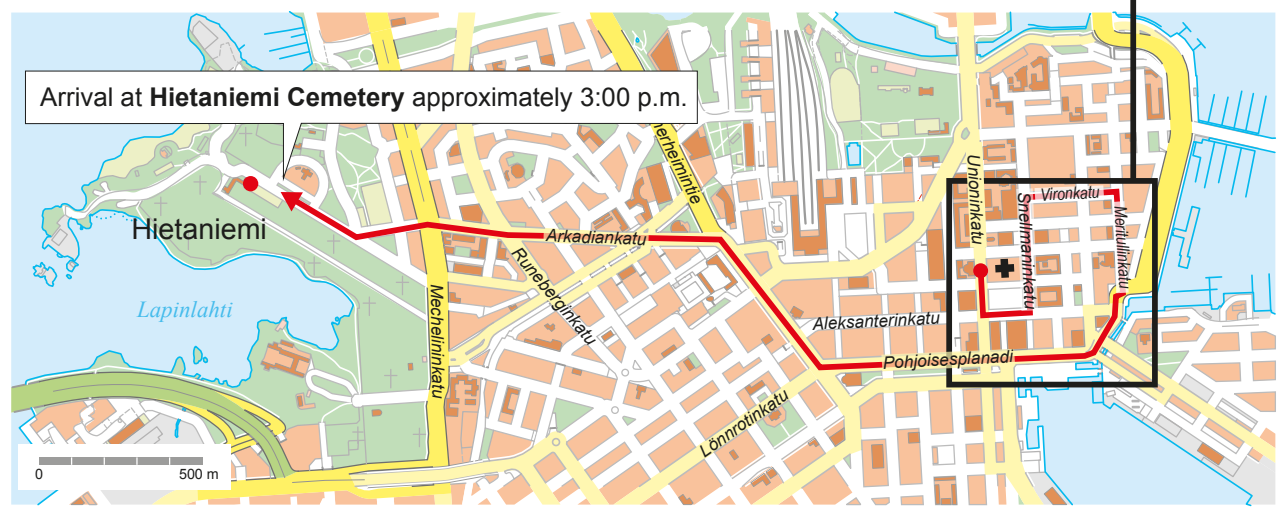 Arrival at Hietaniemi Cemetery approximately 3:00 p.m.
erheimintie
Unioninkatu
Vironkatu
Snellmaninkatu
Meritullinkatu
Hietaniemi
Arkadiankatu
Runeberginkatu
Mechelininkatu
Lapinlahti
Aleksanterinkatu
Pohjoisesplanadi
Lönnrotinkatu
0 500 m